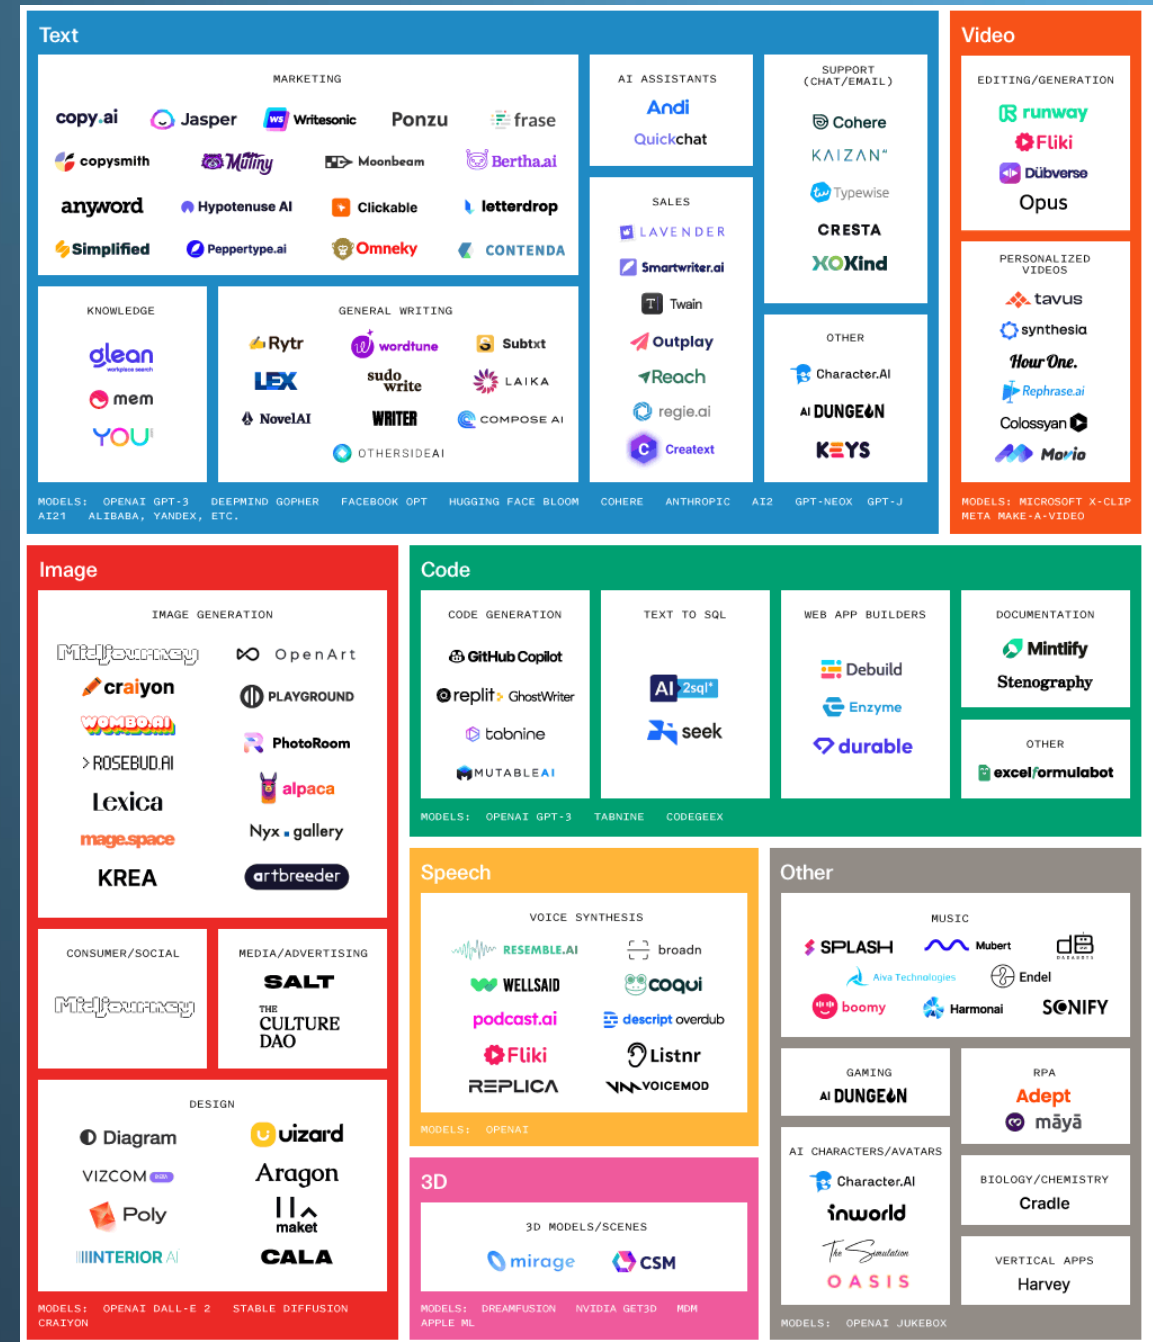 Text
MARKETING
copy.ai Jasper WS Writesonic Ponzu frase
copysmith Mutiny Moonbeam Bertha.ai
anyword Hypotenuse AI Clickable letterdrop
Simplified Peppertype.ai Omneky CONTENDA
KNOWLEDGE
glean
workplace search
mem
YOU
GENERAL WRITING
Rytr wordtune Subtxt
LEX sudowrite LAIKA
NovelAI WRITER COMPOSE AI
OTHERSIDEAI
AI ASSISTANTS
Andi
Quickchat
SALES
LAVENDER
Smartwriter.ai
T Twain
Outplay
Reach
regie.ai
C Creatext
SUPPORT
(CHAT/EMAIL)
Cohere
KAIZAN
tw Typewise
CRESTA
XOKind
OTHER
Character.AI
AI DUNGEON
KEYS
MODELS: OPENAI GPT-3 DEEPMIND GOPHER FACEBOOK OPT HUGGING FACE BLOOM COHERE ANTHROPIC AI2 GPT-NEOX GPT-J
AI21 ALIBABA, YANDEX, ETC.
Video
EDITING/GENERATION
runway
Fliki
Dübverse
Opus
PERSONALIZED
VIDEOS
tavus
synthesia
Hour One.
Rephrase.ai
Colossyan
Movio
MODELS: MICROSOFT X-CLIP
META MAKE-A-VIDEO
Image
IMAGE GENERATION
Midjourney OpenArt
craiyon PLAYGROUND
WOMBO.AI PhotoRoom
>ROSEBUD.AI alpaca
Lexica Nyx.gallery
mage.space artbreeder
KREA
CONSUMER/SOCIAL
Midjourney
MEDIA/ADVERTISING
SALT
THE
CULTURE
DAO
DESIGN
Diagram uizard
VIZCOM Aragon
Poly maket
INTERIOR AI CALA
MODELS: OPENAI DALL-E 2 STABLE DIFFUSION
CRAIYON
Code
CODE GENERATION
GitHub Copilot
replit GhostWriter
tabnine
MUTABLEAI
TEXT TO SQL
AI 2sql
seek
WEB APP BUILDERS
Debuild
Enzyme
durable
DOCUMENTATION
Mintlify
Stenography
OTHER
excelformulabot
MODELS: OPENAI GPT-3 TABNINE CODEGEEX
Speech
VOICE SYNTHESIS
RESEMBLE.AI broadn
WELLSAID coqui
podcast.ai descript overdub
Fliki Listnr
REPLICA VOICEMOD
MODELS: OPENAI
3D
3D MODELS/SCENES
mirage CSM
MODELS: DREAMFUSION NVIDIA GET3D MDM
APPLE ML
Other
MUSIC
SPLASH Mubert dB
DADABOTS
Aiva Technologies Endel
boomy Harmonai SONIFY
GAMING
AI DUNGEON
RPA
Adept
māyā
AI CHARACTERS/AVATARS
Character.AI
inworld
The Simulation
OASIS
BIOLOGY/CHEMISTRY
Cradle
VERTICAL APPS
Harvey
MODELS: OPENAI JUKEBOX